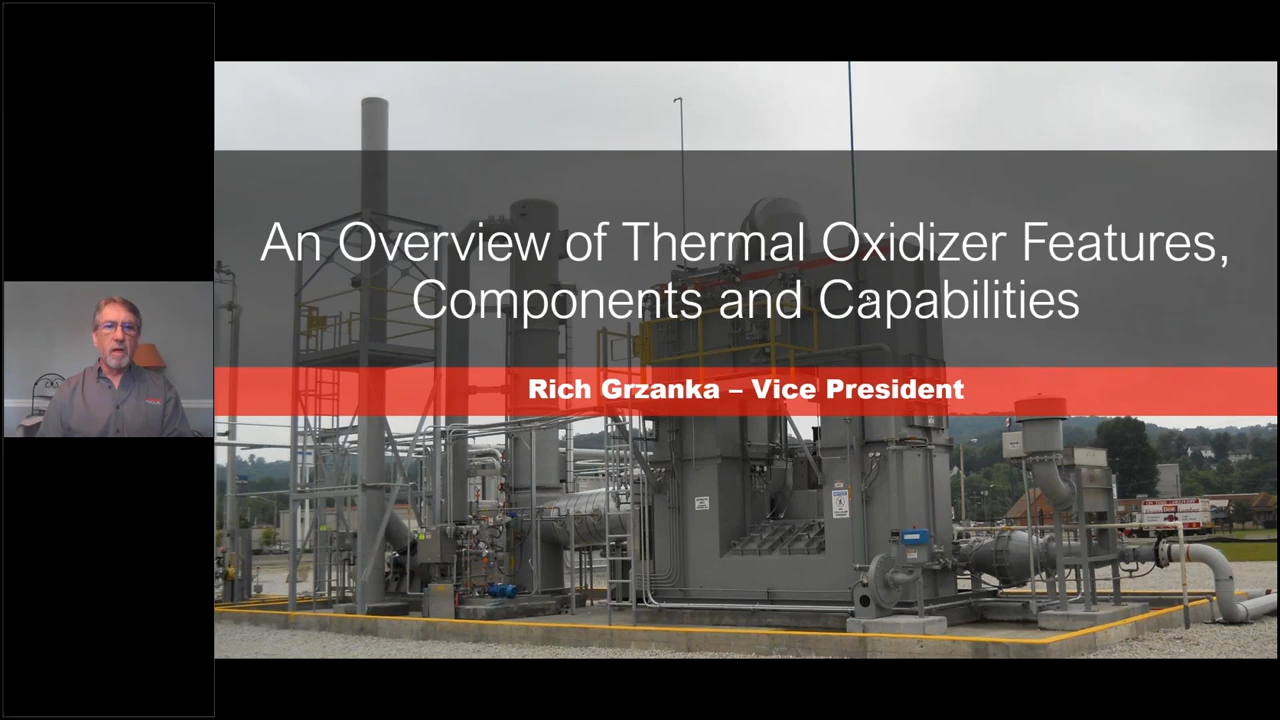 An Overview of Thermal Oxidizer Features,
Components and Capabilities
Rich Grzanka – Vice President